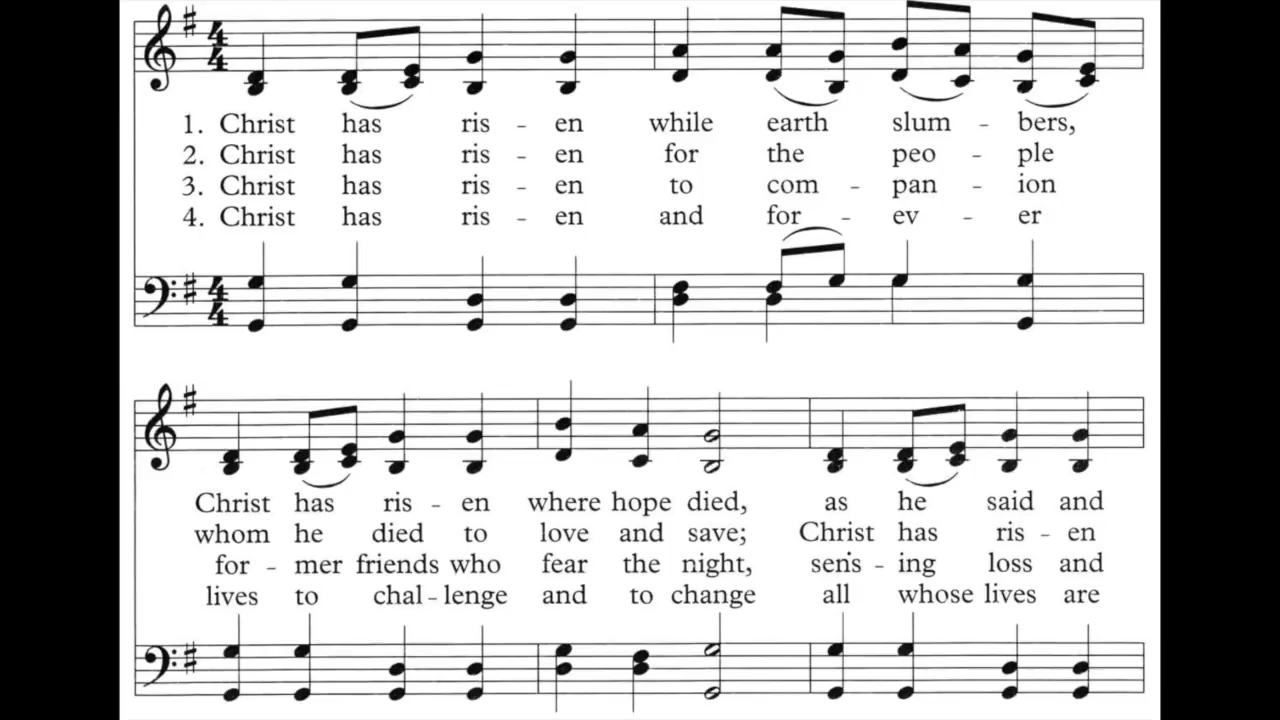 4 4
1. Christ has ris - en while earth slum - bers,
2. Christ has ris - en for the peo - ple
3. Christ has ris - en to com - pan - ion
4. Christ has ris - en and for - ev - er
4 4
Christ has ris - en where hope died, as he said and
whom he died to love and save; Christ has ris - en
for - mer friends who fear the night, sens - ing loss and
lives to chal - lenge and to change all whose lives are